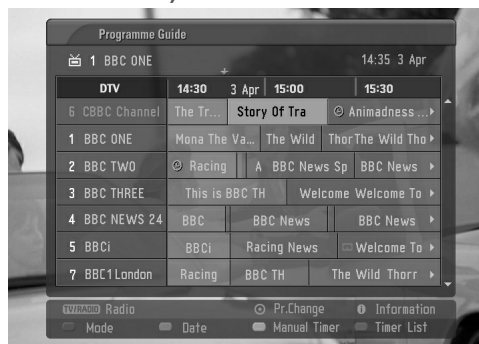 Programme Guide
1 BBC ONE 14:35 3 Apr
DTV 14:30 3 Apr 15:00 15:30
6 CBBC Channel The Tr... Story Of Tra Animadness ...
1 BBC ONE Mona The Va... The Wild Thor The Wild Tho
2 BBC TWO Racing A BBC News Sp BBC News
3 BBC THREE This is BBC TH Welcome Welcome To
4 BBC NEWS 24 BBC BBC News BBC News
5 BBCi BBCi Racing News Welcome To
7 BBC1 London Racing BBC TH The Wild Thorr
TV/RADIO Radio Pr.Change Information
Mode Date Manual Timer Timer List